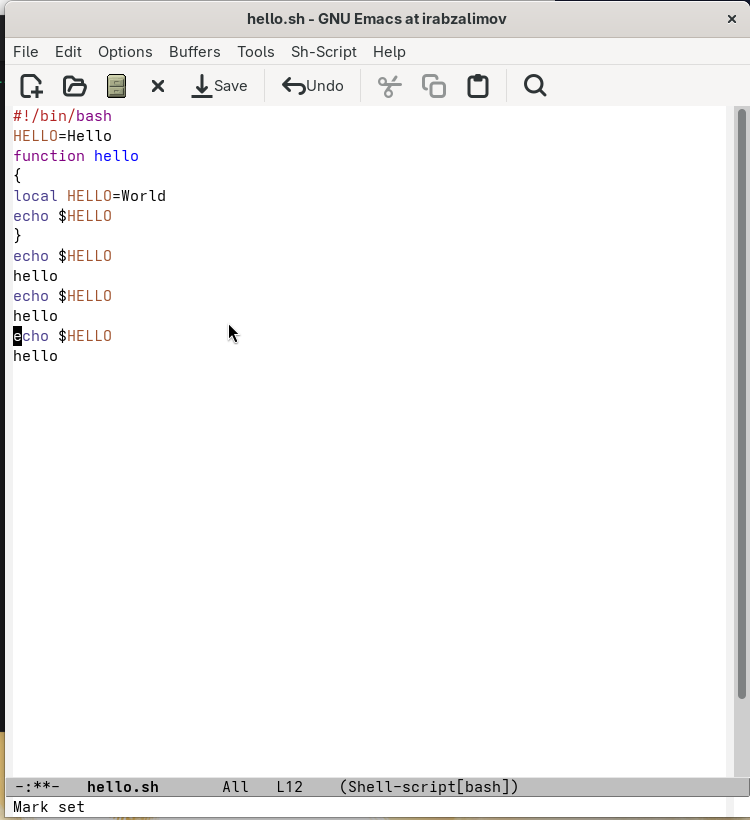 hello.sh - GNU Emacs at irabzalimov
File Edit Options Buffers Tools Sh-Script Help
Save Undo
#!/bin/bash
HELLO=Hello
function hello
{
local HELLO=World
echo $HELLO
}
echo $HELLO
hello
echo $HELLO
hello
echo $HELLO
hello
-:**- hello.sh All L12 (Shell-script[bash])
Mark set